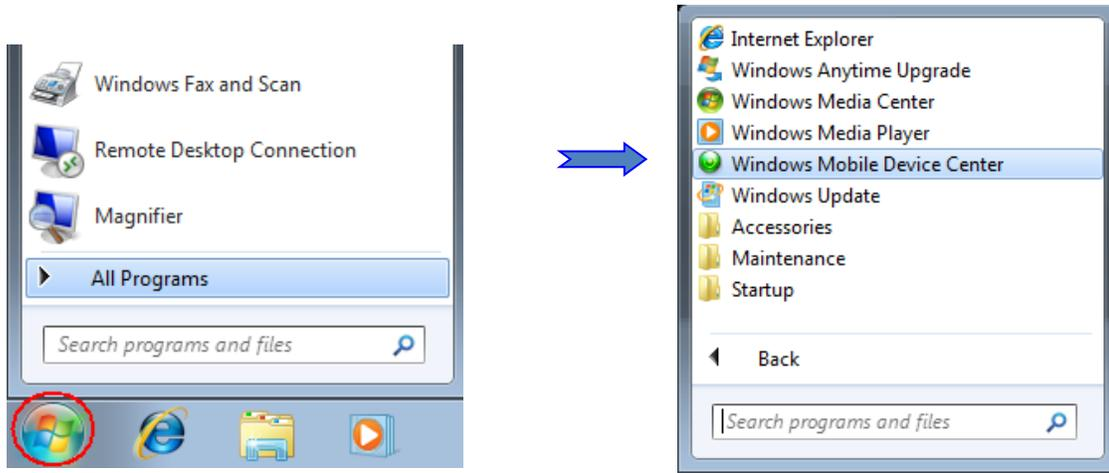 Windows Fax and Scan
Remote Desktop Connection
Magnifier
All Programs
Search programs and files
Internet Explorer
Windows Anytime Upgrade
Windows Media Center
Windows Media Player
Windows Mobile Device Center
Windows Update
Accessories
Maintenance
Startup
Back
Search programs and files